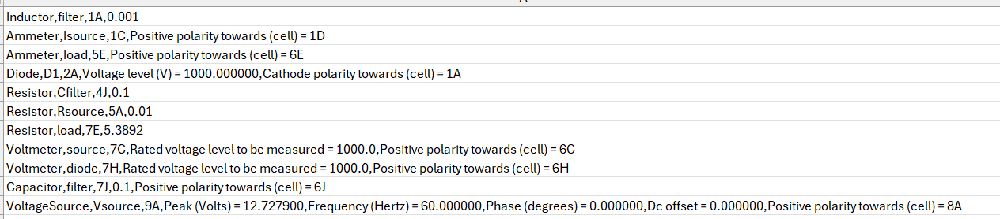 Inductor,filter,1A,0.001
Ammeter,Isource,1C,Positive polarity towards (cell) = 1D
Ammeter,load,5E,Positive polarity towards (cell) = 6E
Diode,D1,2A,Voltage level (V) = 1000.000000,Cathode polarity towards (cell) = 1A
Resistor,Cfilter,4J,0.1
Resistor,Rsource,5A,0.01
Resistor,load,7E,5.3892
Voltmeter,source,7C,Rated voltage level to be measured = 1000.0,Positive polarity towards (cell) = 6C
Voltmeter,diode,7H,Rated voltage level to be measured = 1000.0,Positive polarity towards (cell) = 6H
Capacitor,filter,7J,0.1,Positive polarity towards (cell) = 6J
VoltageSource,Vsource,9A,Peak (Volts) = 12.727900,Frequency (Hertz) = 60.000000,Phase (degrees) = 0.000000,Dc offset = 0.000000,Positive polarity towards (cell) = 8A